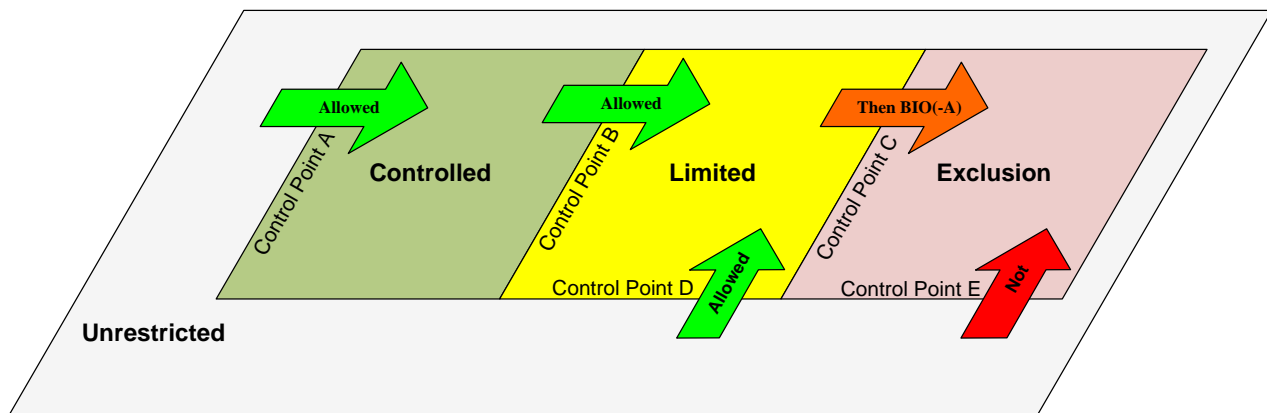 Allowed
Allowed
Then BIO(-A)
Control Point A
Control Point B
Control Point C
Controlled
Limited
Exclusion
Control Point D
Allowed
Control Point E
Not
Unrestricted